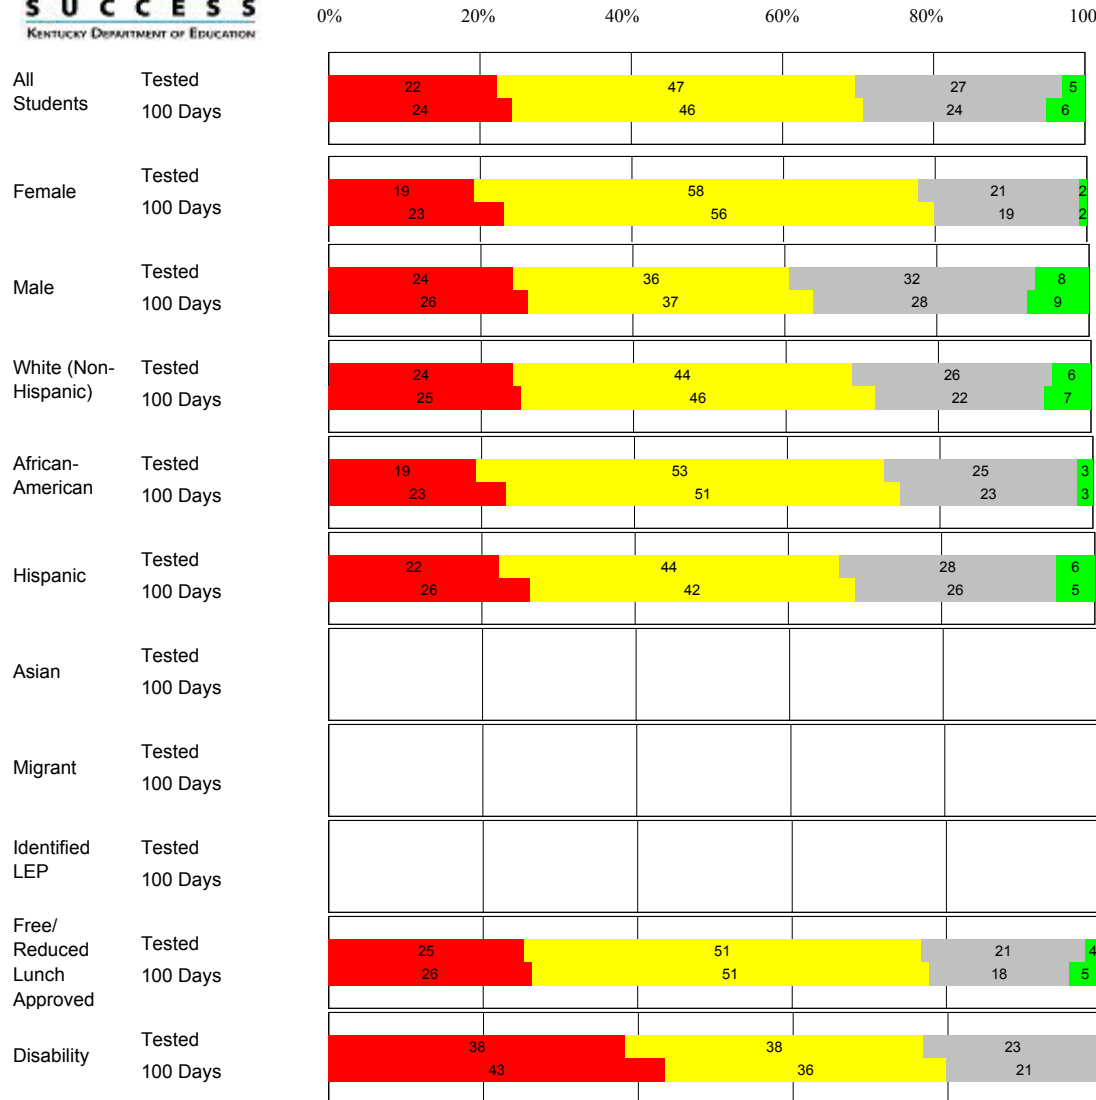 SUCCESS
KENTUCKY DEPARTMENT OF EDUCATION
0% 20% 40% 60% 80% 100
All Students Tested 22 47 27 5
100 Days 24 46 24 6
Female Tested 19 58 21 2
100 Days 23 56 19 2
Male Tested 24 36 32 8
100 Days 26 37 28 9
White (Non-Hispanic) Tested 24 44 26 6
100 Days 25 46 22 7
African-American Tested 19 53 25 3
100 Days 23 51 23 3
Hispanic Tested 22 44 28 6
100 Days 26 42 26 5
Asian Tested
100 Days
Migrant Tested
100 Days
Identified LEP Tested
100 Days
Free/
Reduced Lunch Approved Tested 25 51 21 4
100 Days 26 51 18 5
Disability Tested 38 38 23
100 Days 43 36 21